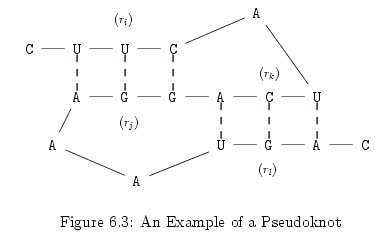 A
(r_i)
C U U C
(r_k)
A G G A C U
(r_j)
A U G A C
(r_l)
A
Figure 6.3: An Example of a Pseudoknot